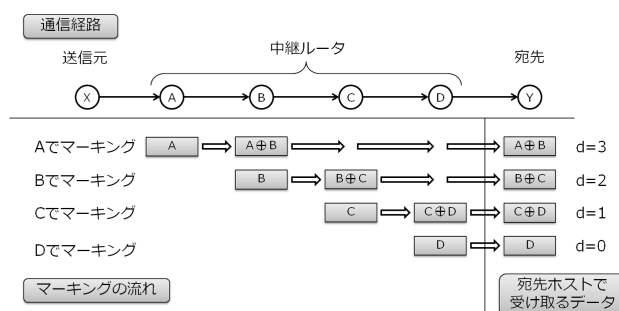 通信経路
送信元
中継ルータ
宛先
X A B C D Y
Aでマーキング A A⊕B A⊕B d=3
Bでマーキング B B⊕C B⊕C d=2
Cでマーキング C C⊕D C⊕D d=1
Dでマーキング D D d=0
マーキングの流れ
宛先ホストで
受け取るデータ